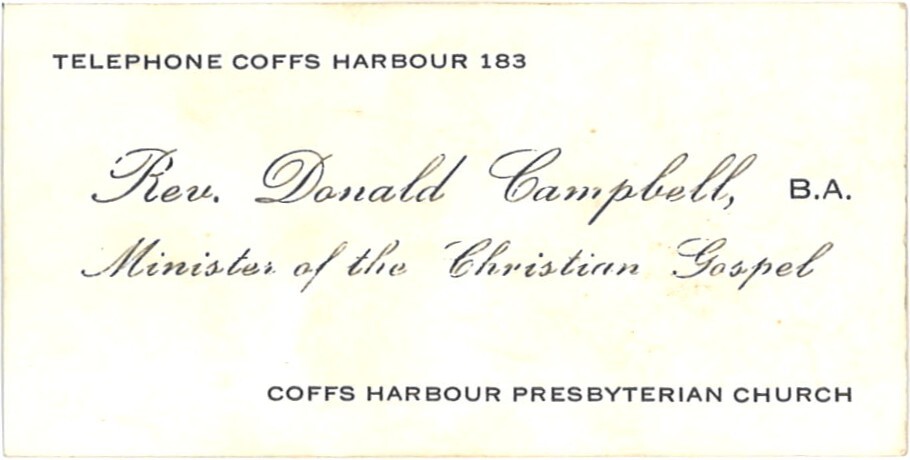 TELEPHONE COFFS HARBOUR 183
Rev. Donald Campbell, B.A.
Minister of the Christian Gospel
COFFS HARBOUR PRESBYTERIAN CHURCH